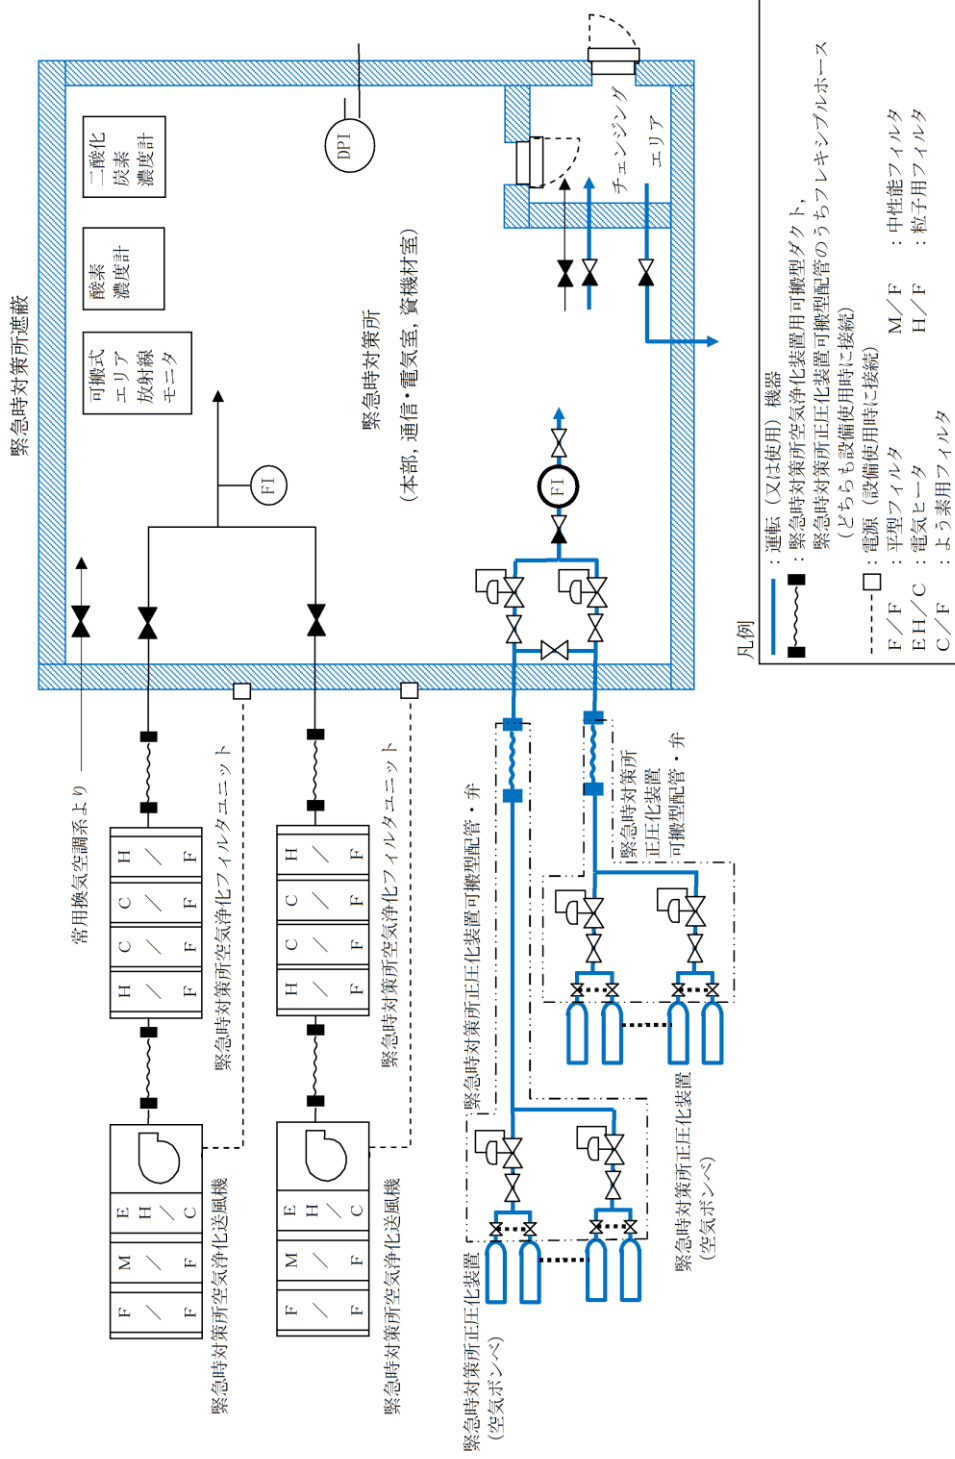 緊急時対策所遮蔽
常用換気空調系より
可搬式
エリア
放射線
モニタ
酸素
濃度計
二酸化
炭素
濃度計
F/F
M/F
EH/C
H/F
C/F
C/F
H/F
緊急時対策所空気浄化送風機
緊急時対策所空気浄化フィルタユニット
FI
DPI
F/F
M/F
EH/C
H/F
C/F
C/F
H/F
緊急時対策所空気浄化送風機
緊急時対策所空気浄化フィルタユニット
緊急時対策所
(本部,通信・電気室,資機材室)
緊急時対策所正圧化装置
(空気ボンベ)
緊急時対策所正圧化装置可搬型配管・弁
FI
チェンジング
エリア
緊急時対策所
正圧化装置
可搬型配管・弁
緊急時対策所正圧化装置
(空気ボンベ)
凡例
：運転（又は使用）機器
：緊急時対策所空気浄化装置用可搬型ダクト,
緊急時対策所正圧化装置可搬型配管のうちフレキシブルホース
(どちらも設備使用時に接続)
：電源（設備使用時に接続）
F/F ：平型フィルタ M/F ：中性能フィルタ
EH/C ：電気ヒータ H/F ：粒子用フィルタ
C/F ：よう素用フィルタ